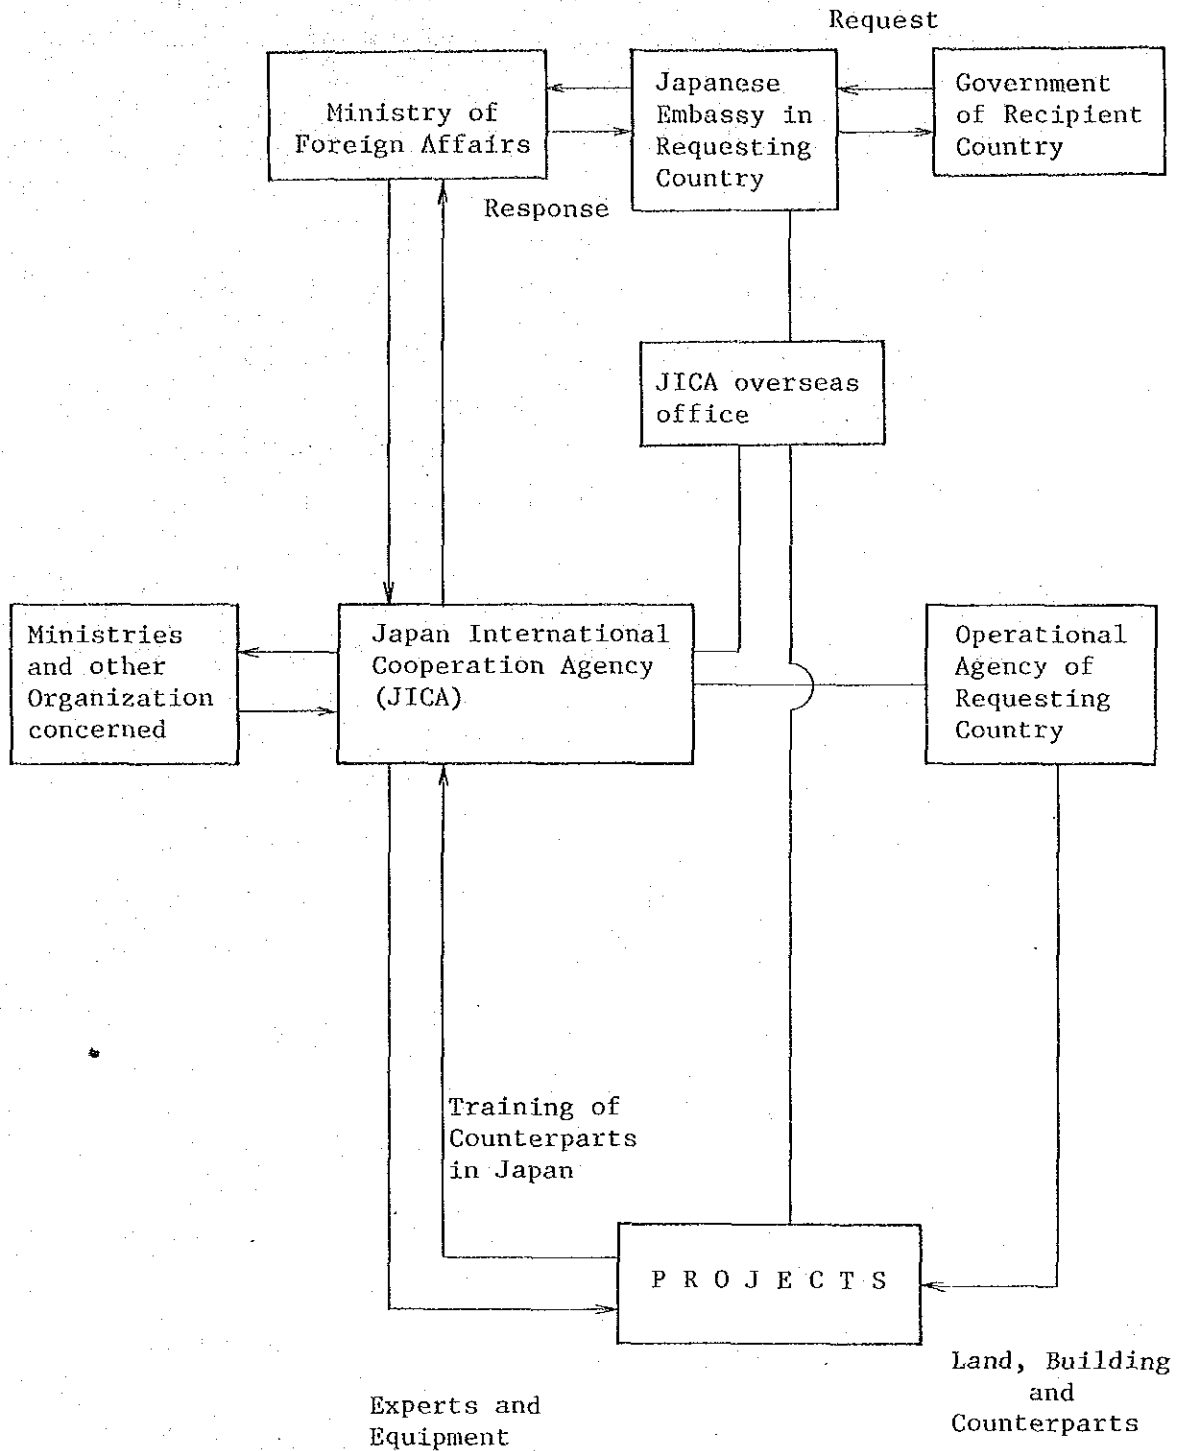 Request
Ministry of
Foreign Affairs
Japanese
Embassy in
Requesting
Country
Government
of Recipient
Country
Response
JICA overseas
office
Ministries
and other
Organization
concerned
Japan International
Cooperation Agency
(JICA)
Operational
Agency of
Requesting
Country
Training of
Counterparts
in Japan
P R O J E C T S
Land, Building
and
Counterparts
Experts and
Equipment